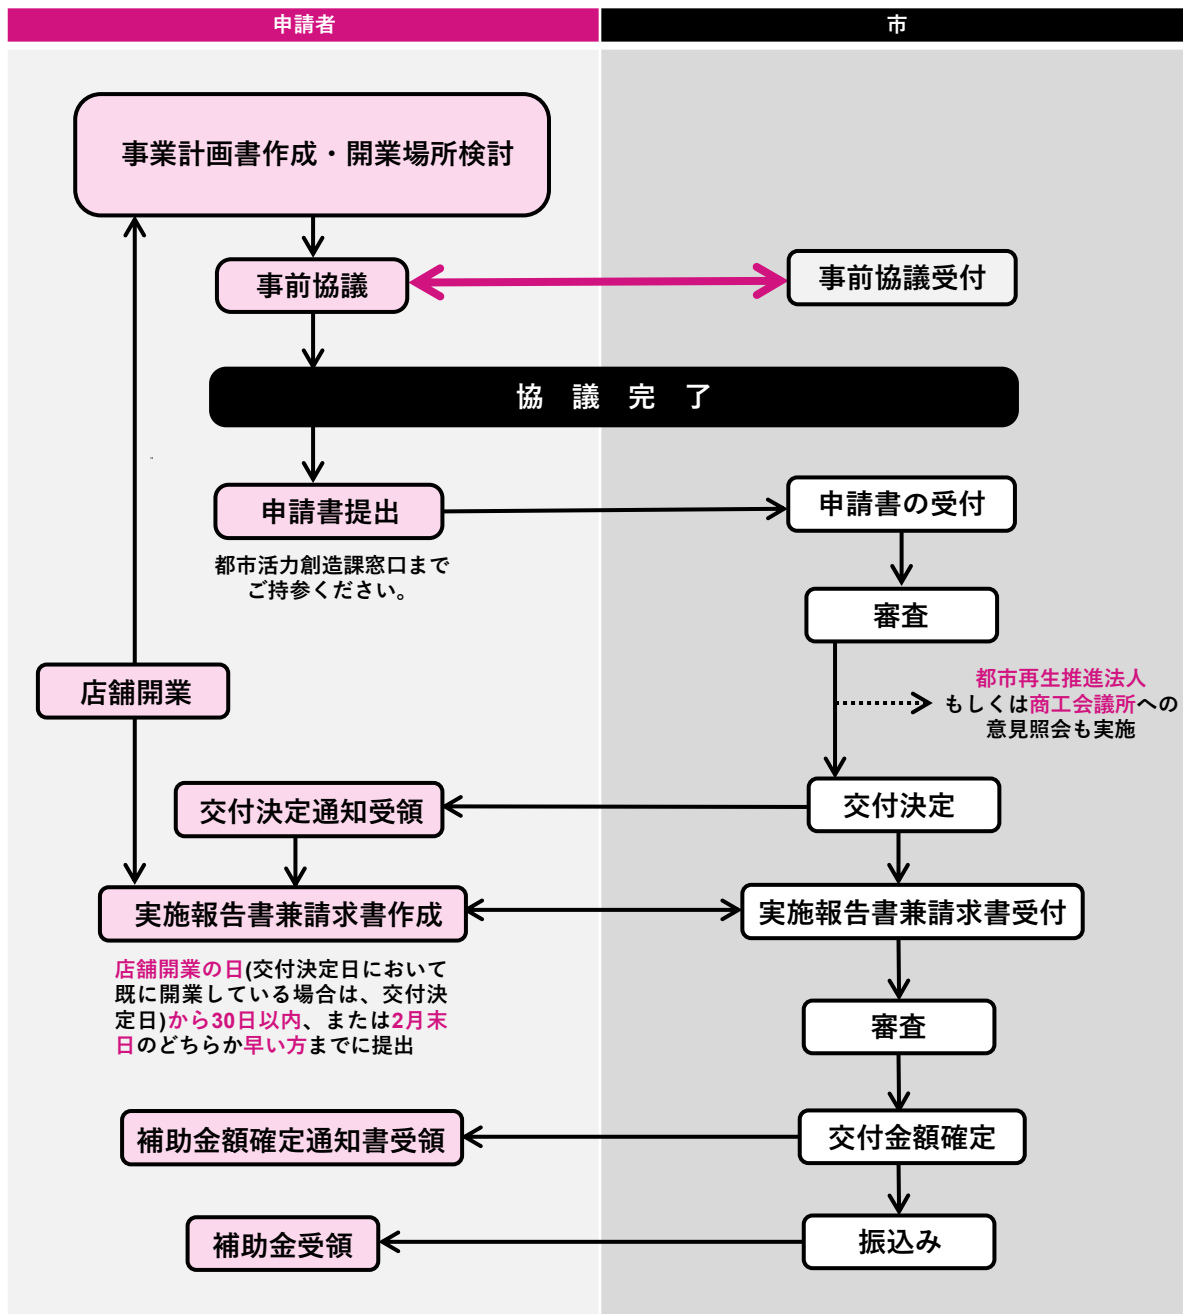 申請者
市
事業計画書作成・開業場所検討
事前協議
事前協議受付
協 議 完 了
申請書提出
申請書の受付
都市活力創造課窓口まで
ご持参ください。
審査
店舗開業
都市再生推進法人
もしくは商工会議所への
意見照会も実施
交付決定通知受領
交付決定
実施報告書兼請求書作成
実施報告書兼請求書受付
店舗開業の日(交付決定日において
既に開業している場合は、交付決
定日)から30日以内、または2月末
日のどちらか早い方までに提出
審査
補助金額確定通知書受領
交付金額確定
補助金受領
振込み